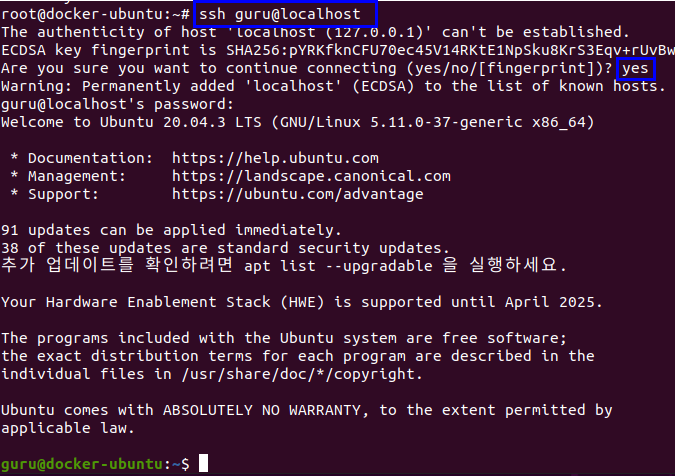 root@docker-ubuntu:~# ssh guru@localhost
The authenticity of host 'localhost (127.0.0.1)' can't be established.
ECDSA key fingerprint is SHA256:pYRKfknCFU70ec45V14RKtE1NpSku8KrS3Eqv+rUvBw
Are you sure you want to continue connecting (yes/no/[fingerprint])? yes
Warning: Permanently added 'localhost' (ECDSA) to the list of known hosts.
guru@localhost's password:
Welcome to Ubuntu 20.04.3 LTS (GNU/Linux 5.11.0-37-generic x86_64)
* Documentation:  https://help.ubuntu.com
* Management:     https://landscape.canonical.com
* Support:        https://ubuntu.com/advantage
91 updates can be applied immediately.
38 of these updates are standard security updates.
추가 업데이트를 확인하려면 apt list --upgradable 을 실행하세요.
Your Hardware Enablement Stack (HWE) is supported until April 2025.
The programs included with the Ubuntu system are free software;
the exact distribution terms for each program are described in the
individual files in /usr/share/doc/*/copyright.
Ubuntu comes with ABSOLUTELY NO WARRANTY, to the extent permitted by
applicable law.
guru@docker-ubuntu:~$